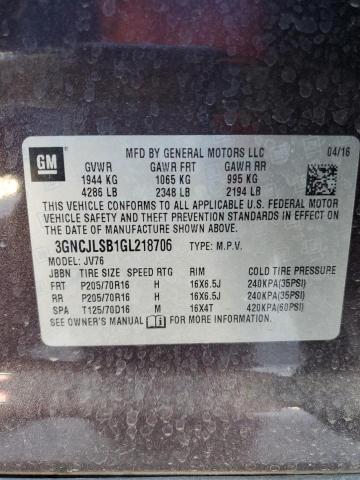 GM
MFD BY GENERAL MOTORS LLC 04/16
GVWR GAWR FRT GAWR RR
1944 KG 1065 KG 995 KG
4286 LB 2348 LB 2194 LB
THIS VEHICLE CONFORMS TO ALL APPLICABLE U.S. FEDERAL MOTOR
VEHICLE SAFETY AND THEFT PREVENTION STANDARDS IN EFFECT ON
THE DATE OF MANUFACTURE SHOWN ABOVE.
3GNCJLSB1GL218706 TYPE: M.P.V.
MODEL: JV76
JBBN TIRE SIZE SPEED RTG RIM COLD TIRE PRESSURE
FRT P205/70R16 H 16X6.5J 240KPA(35PSI)
RR P205/70R16 H 16X6.5J 240KPA(35PSI)
SPA T125/70D16 M 16X4T 420KPA(60PSI)
SEE OWNER'S MANUAL FOR MORE INFORMATION.